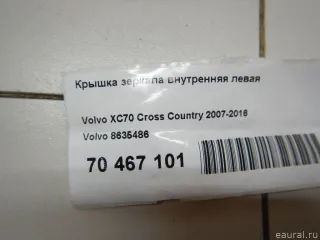 Крышка зеркала внутренняя левая
Volvo XC70 Cross Country 2007-2016
Volvo 8635486
70 467 101
© eaural.ru